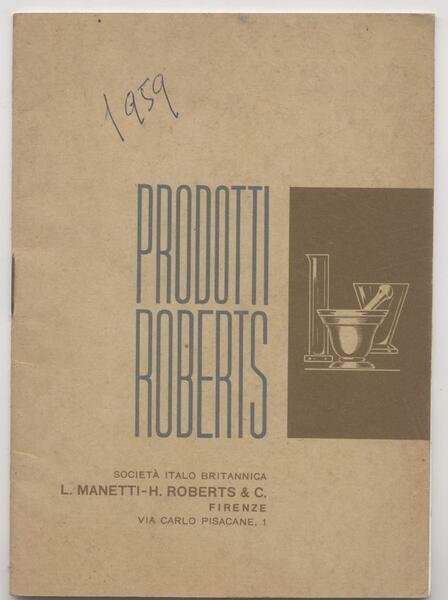 1959
PRODOTTI
ROBERTS
SOCIETÀ ITALO BRITANNICA
L. MANETTI-H. ROBERTS & C.
FIRENZE
VIA CARLO PISACANE, 1